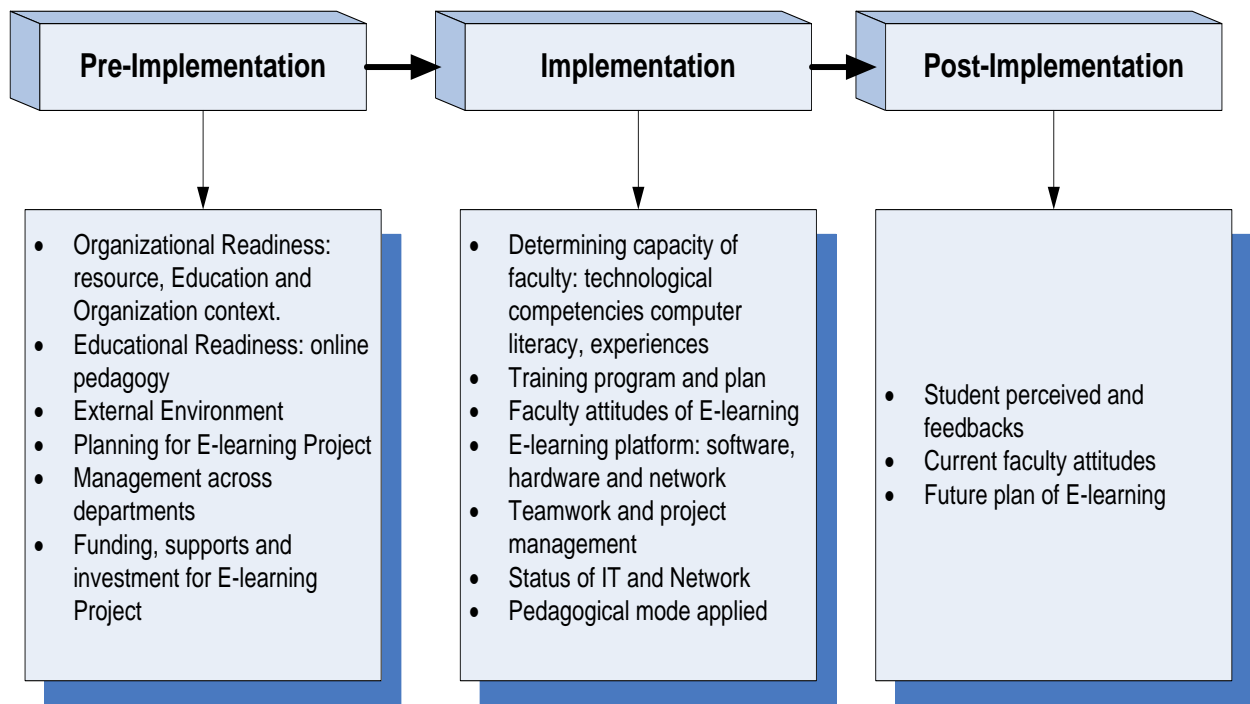 Pre-Implementation
Implementation
Post-Implementation
• Organizational Readiness:
resource, Education and
Organization context.
• Educational Readiness: online
pedagogy
• External Environment
• Planning for E-learning Project
• Management across
departments
• Funding, supports and
investment for E-learning
Project
• Determining capacity of
faculty: technological
competencies computer
literacy, experiences
• Training program and plan
• Faculty attitudes of E-learning
• E-learning platform: software,
hardware and network
• Teamwork and project
management
• Status of IT and Network
• Pedagogical mode applied
• Student perceived and
feedbacks
• Current faculty attitudes
• Future plan of E-learning